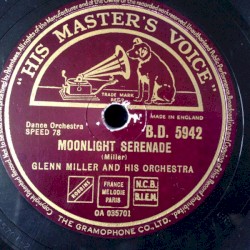 "HIS MASTER'S VOICE"
TRADE MARK
MADE IN ENGLAND
Dance Orchestra
SPEED 78
B.D. 5942
MOONLIGHT SERENADE
(Miller)
GLENN MILLER AND HIS ORCHESTRA
FRANCE
MÉLODIE
PARIS
N.C.B.
B.I.E.M.
OA 035701
THE GRAMOPHONE CO. LTD.